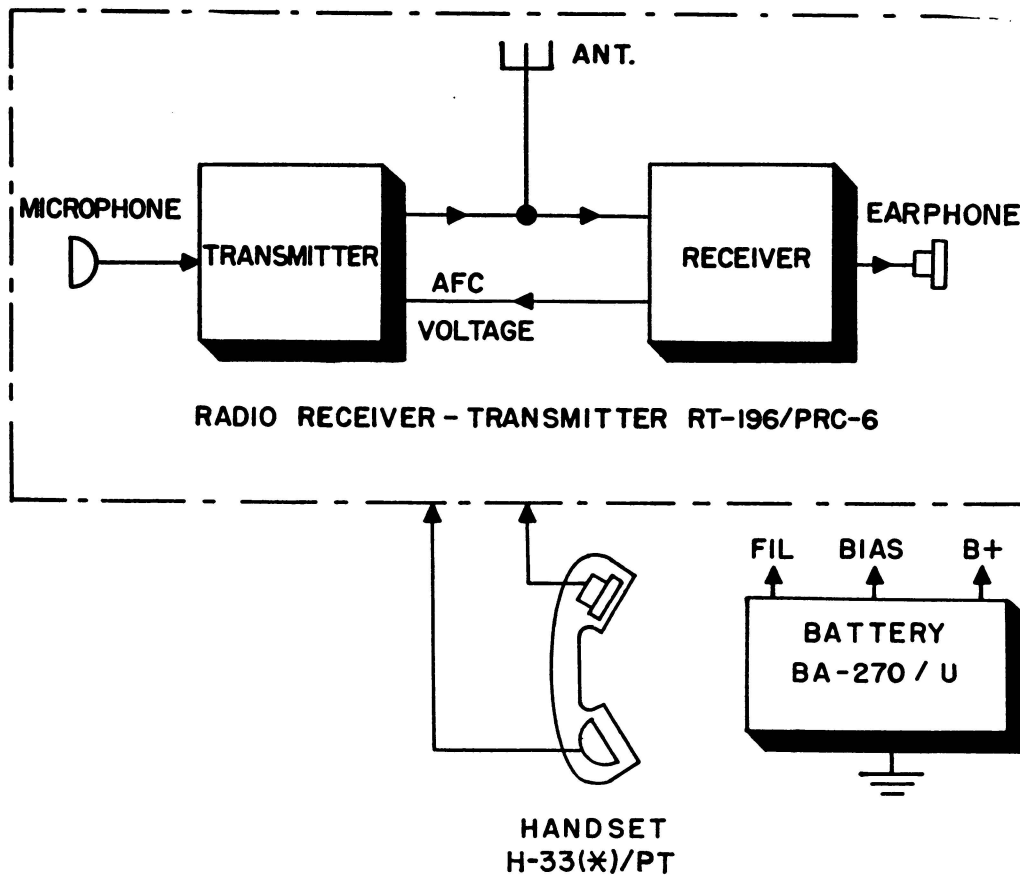 ANT.
MICROPHONE
TRANSMITTER
RECEIVER
EARPHONE
AFC
VOLTAGE
RADIO RECEIVER-TRANSMITTER RT-196/PRC-6
FIL BIAS B+
BATTERY
BA-270/U
HANDSET
H-33(*)/PT